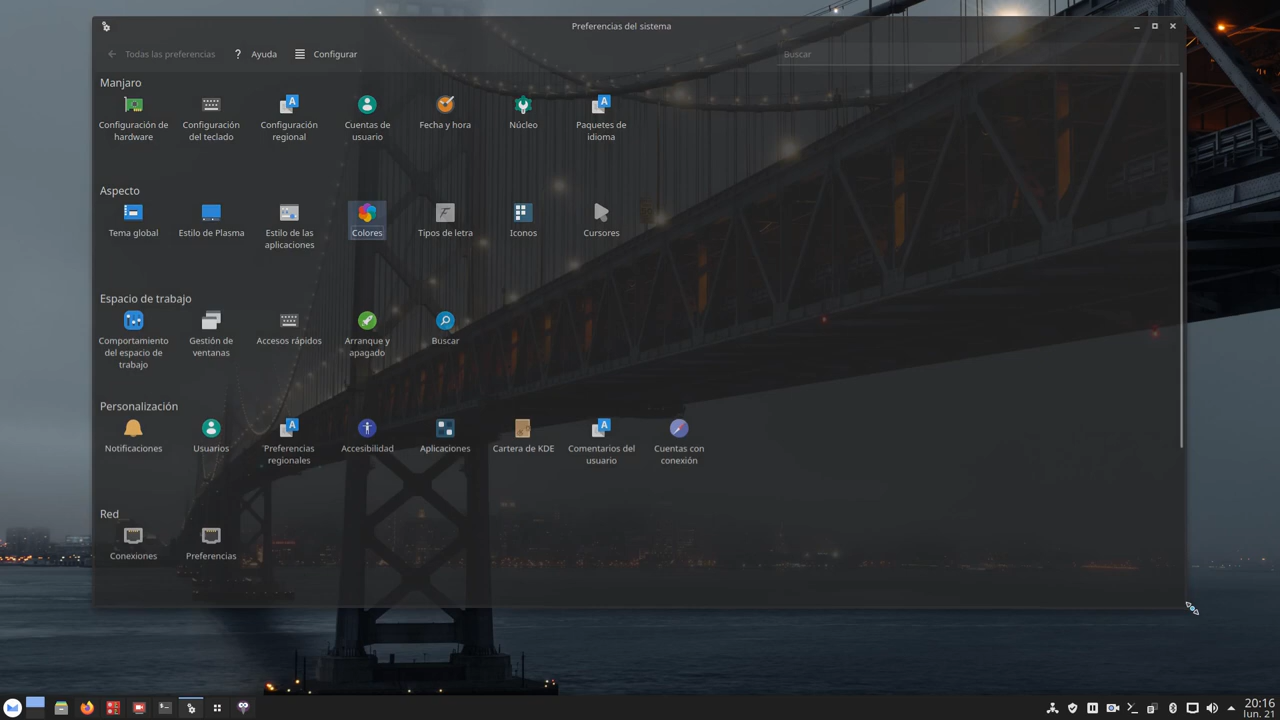 Preferencias del sistema
Todas las preferencias
? Ayuda
Configurar
Buscar
Manjaro
Configuración de
hardware
Configuración
del teclado
Configuración
regional
Cuentas de
usuario
Fecha y hora
Núcleo
Paquetes de
idioma
Aspecto
Tema global
Estilo de Plasma
Estilo de las
aplicaciones
Colores
Tipos de letra
Iconos
Cursores
Espacio de trabajo
Comportamiento
del espacio de
trabajo
Gestión de
ventanas
Accesos rápidos
Arranque y
apagado
Buscar
Personalización
Notificaciones
Usuarios
Preferencias
regionales
Accesibilidad
Aplicaciones
Cartera de KDE
Comentarios del
usuario
Cuentas con
conexión
Red
Conexiones
Preferencias
20:16
lun. 21